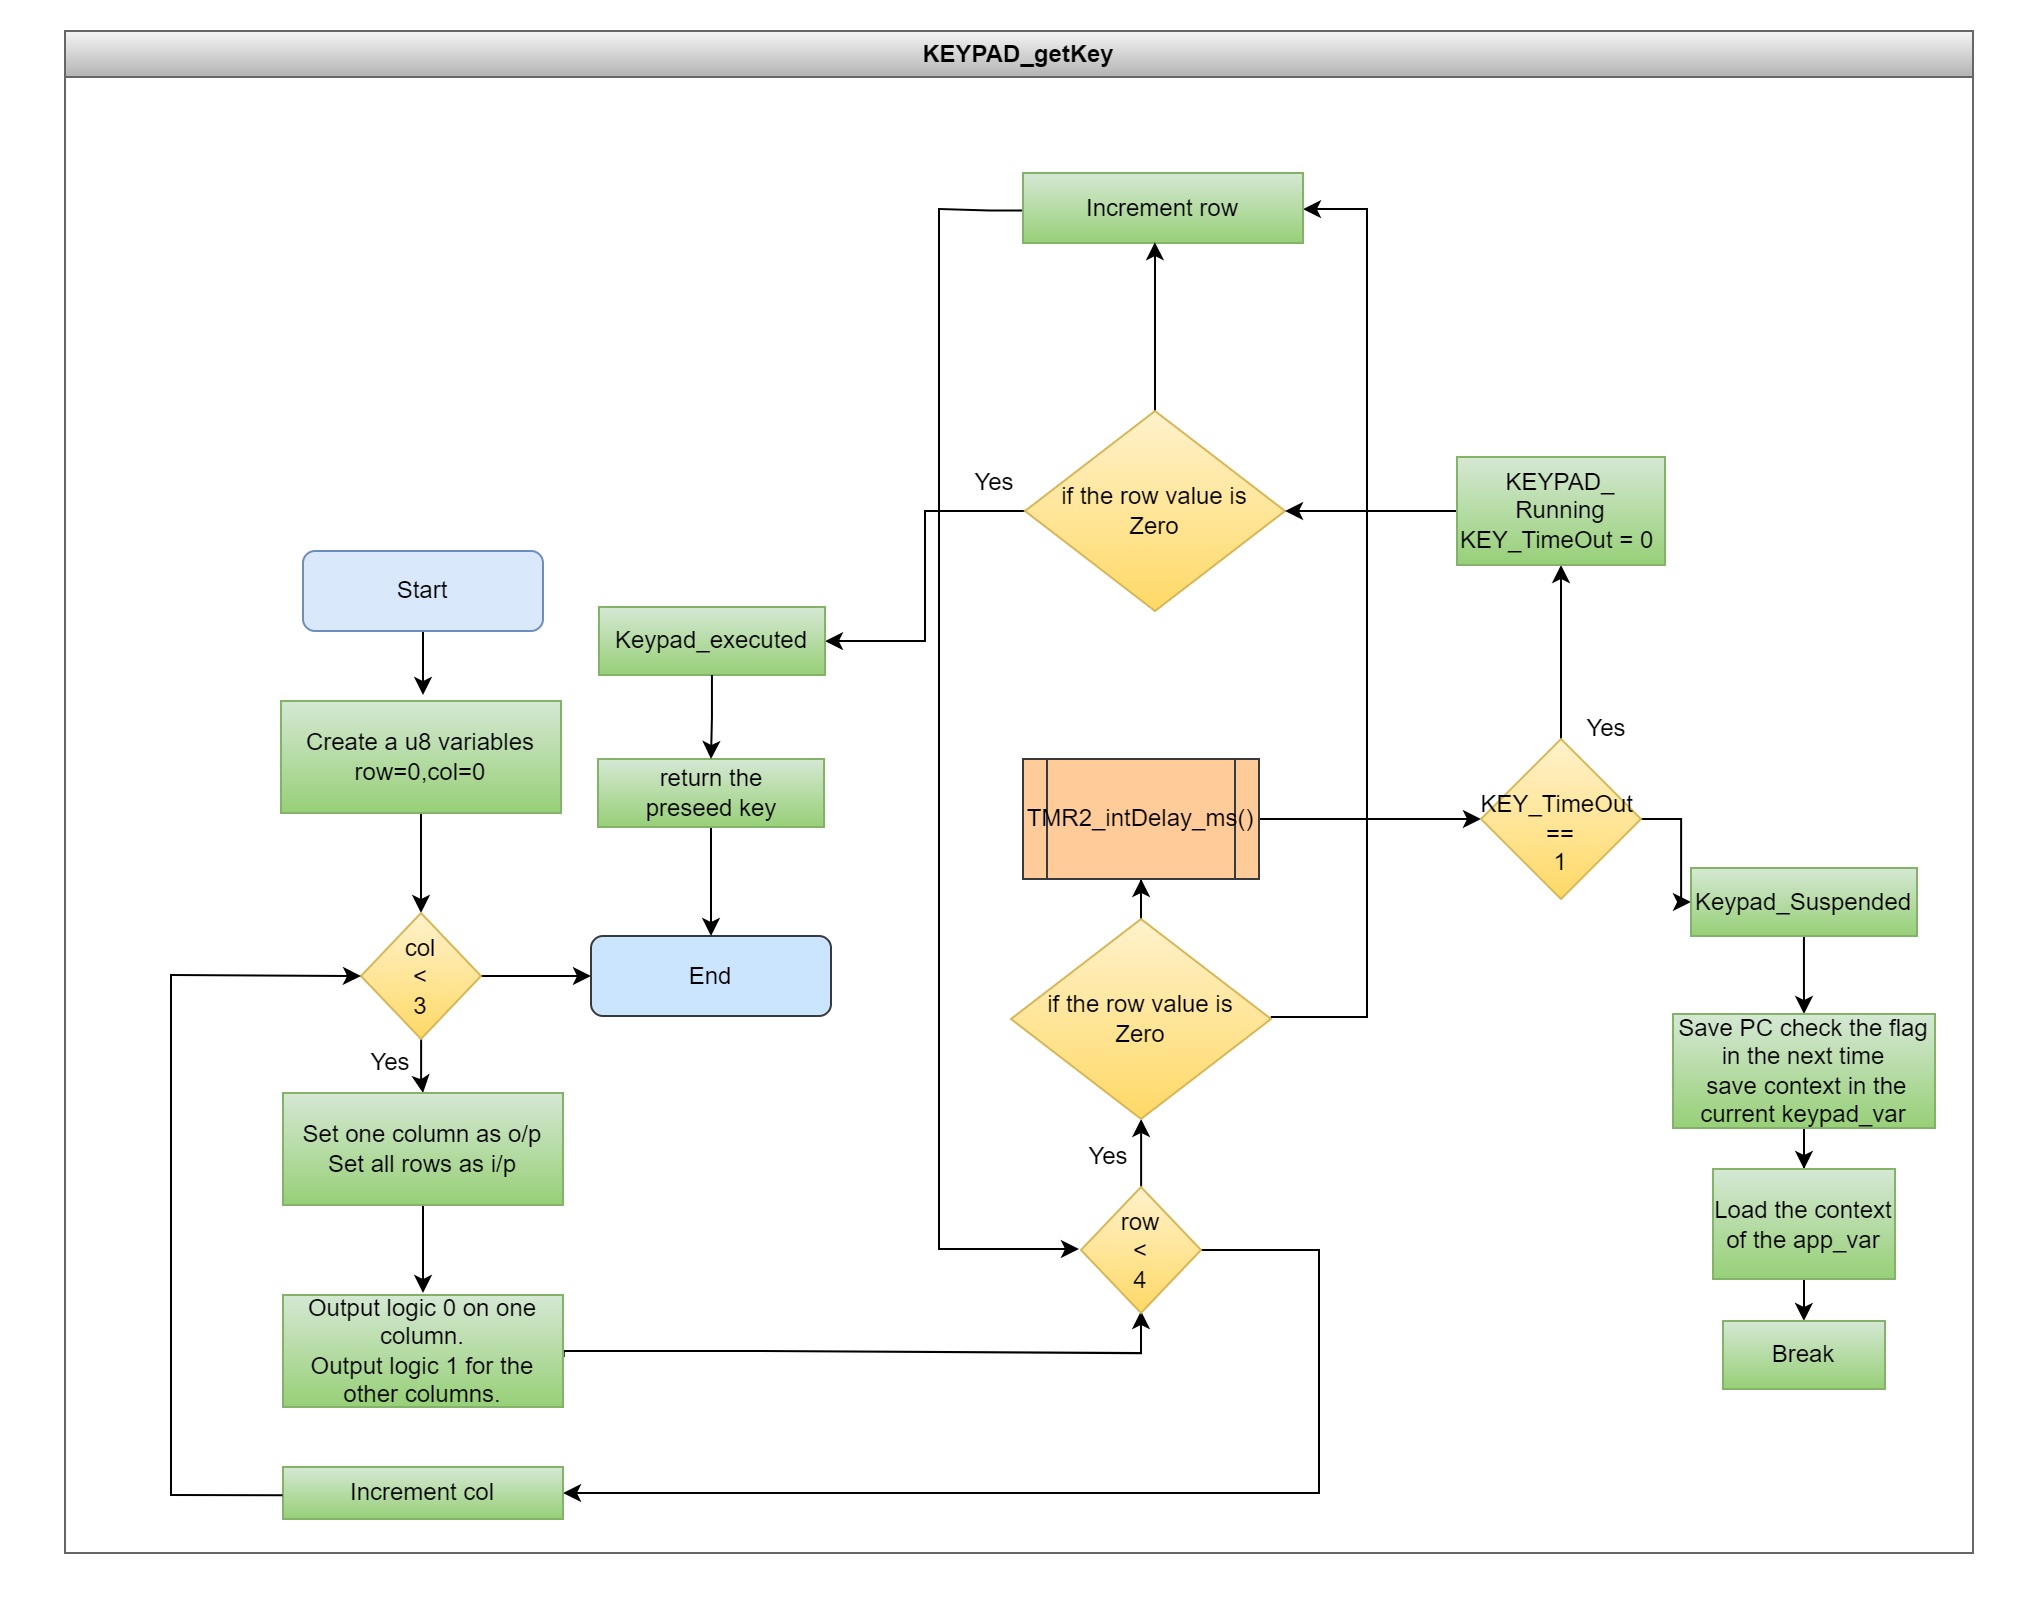 KEYPAD_getKey
Increment row
Yes
if the row value is
Zero
KEYPAD_
Running
KEY_TimeOut = 0
Start
Keypad_executed
Create a u8 variables
row=0,col=0
return the
preseed key
TMR2_intDelay_ms()
Yes
KEY_TimeOut
==
1
Keypad_Suspended
col
<
3
End
if the row value is
Zero
Yes
Save PC check the flag
in the next time
save context in the
current keypad_var
Set one column as o/p
Set all rows as i/p
Yes
row
<
4
Load the context
of the app_var
Output logic 0 on one
column.
Output logic 1 for the
other columns.
Break
Increment col